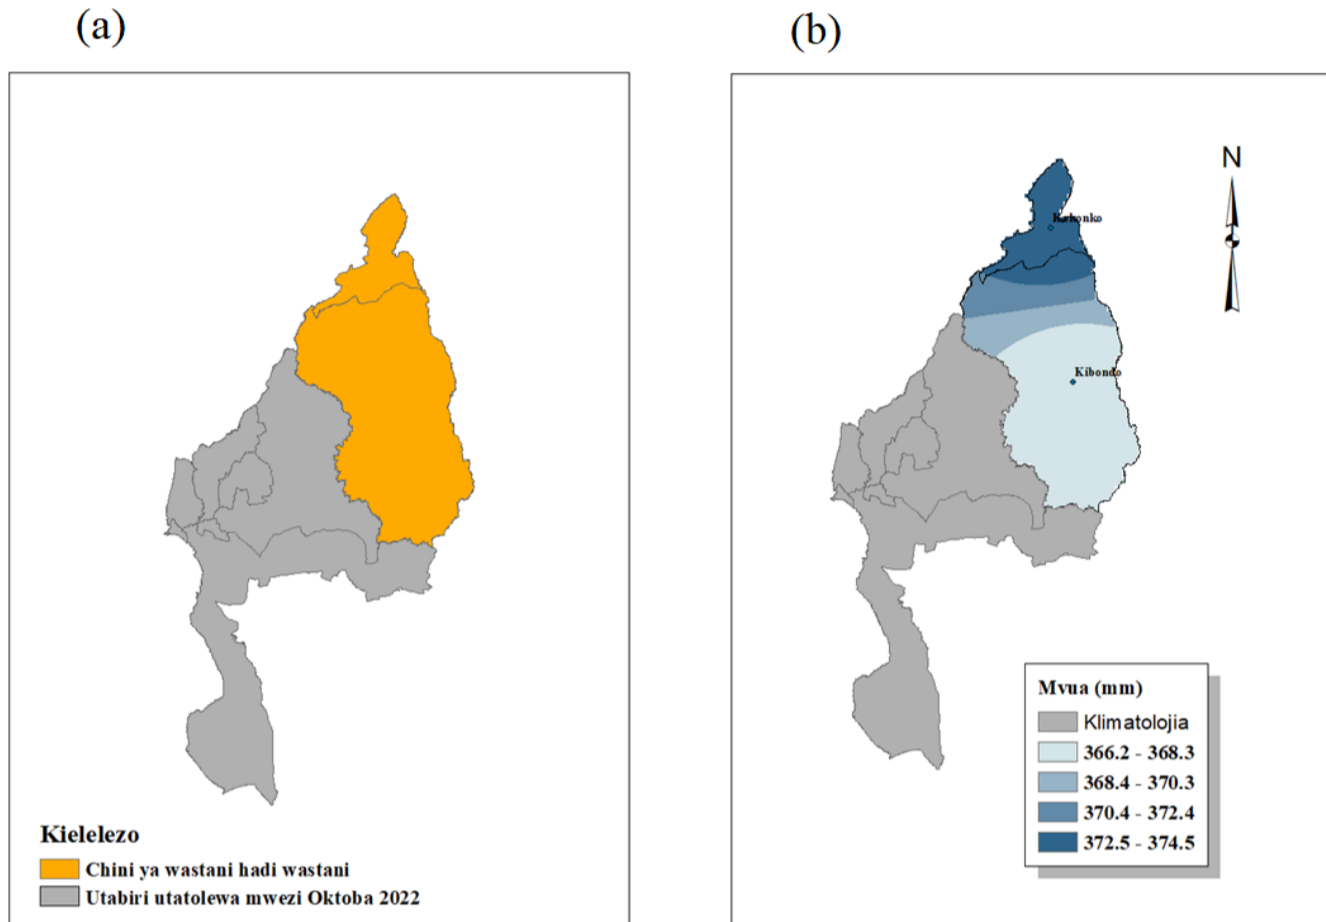 (a)
(b)
N
Kakonko
Kibondo
Kielelezo
Chini ya wastani hadi wastani
Utabiri utatolewa mwezi Oktoba 2022
Mvua (mm)
Klimatolojia
366.2 - 368.3
368.4 - 370.3
370.4 - 372.4
372.5 - 374.5